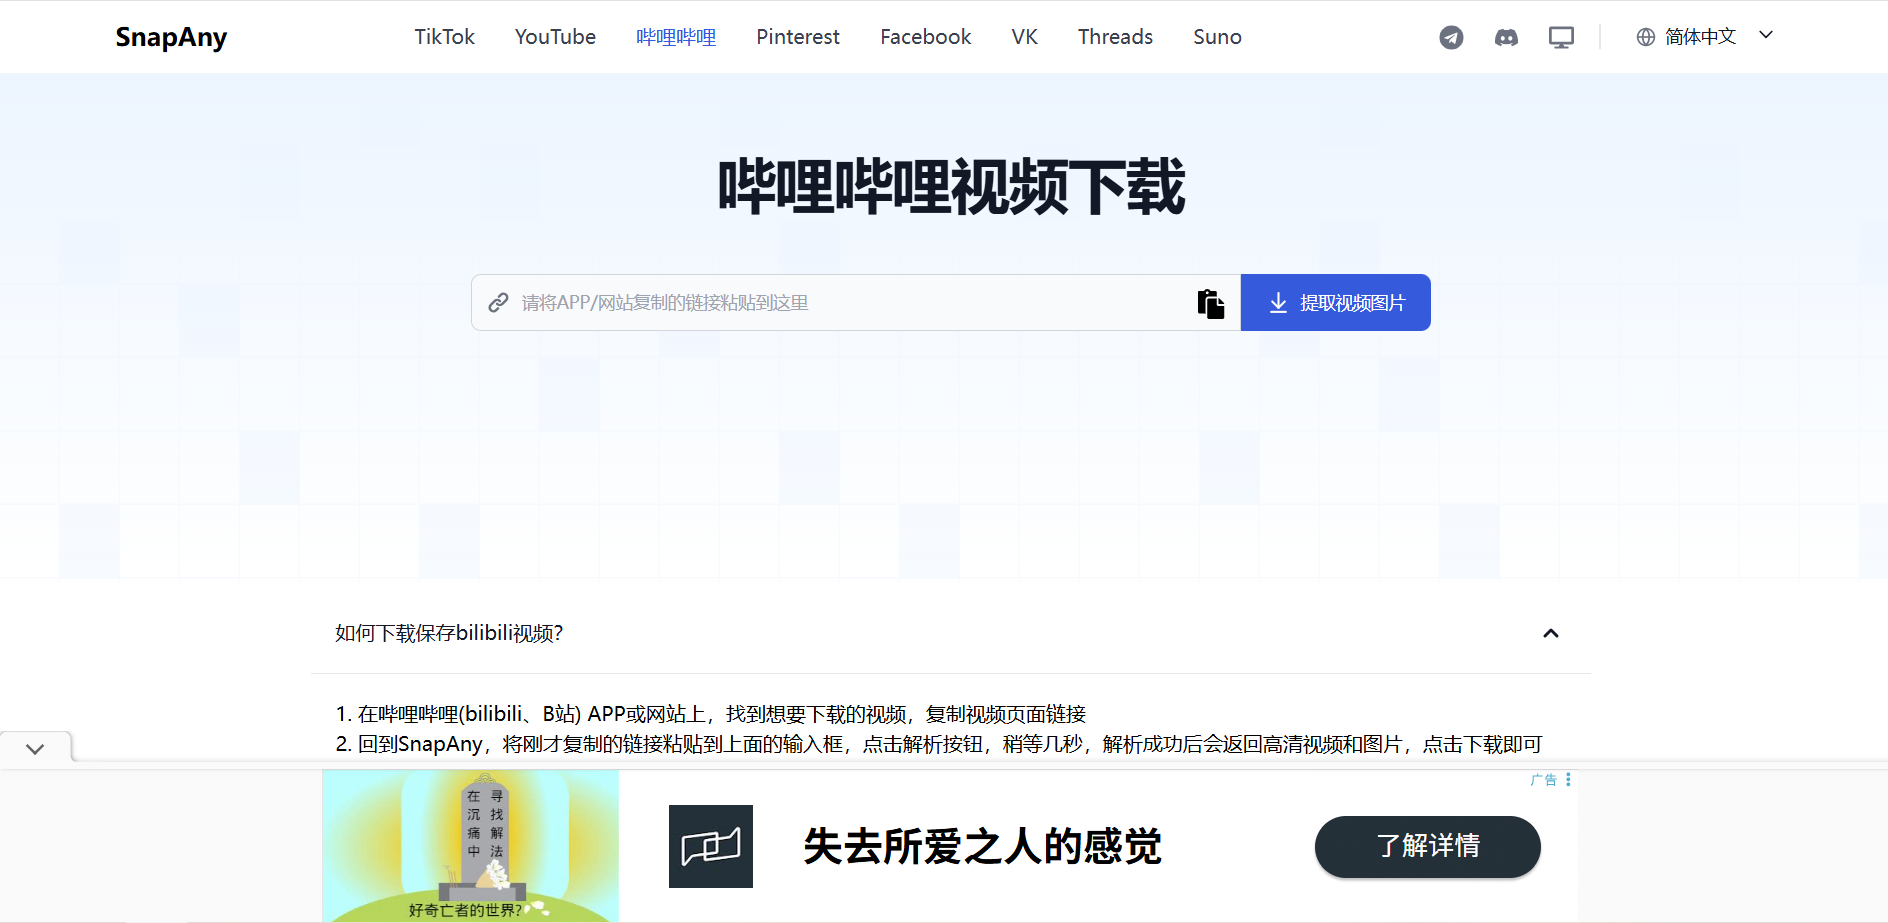 SnapAny TikTok YouTube 哔哩哔哩 Pinterest Facebook VK Threads Suno 简体中文
哔哩哔哩视频下载
请将APP/网站复制的链接粘贴到这里 提取视频图片
如何下载保存bilibili视频?
1. 在哔哩哔哩(bilibili、B站) APP或网站上，找到想要下载的视频，复制视频页面链接
2. 回到SnapAny，将刚才复制的链接粘贴到上面的输入框，点击解析按钮，稍等几秒，解析成功后会返回高清视频和图片，点击下载即可
广告
寻找解法
在沉痛中
好奇亡者的世界?
失去所爱之人的感觉
了解详情